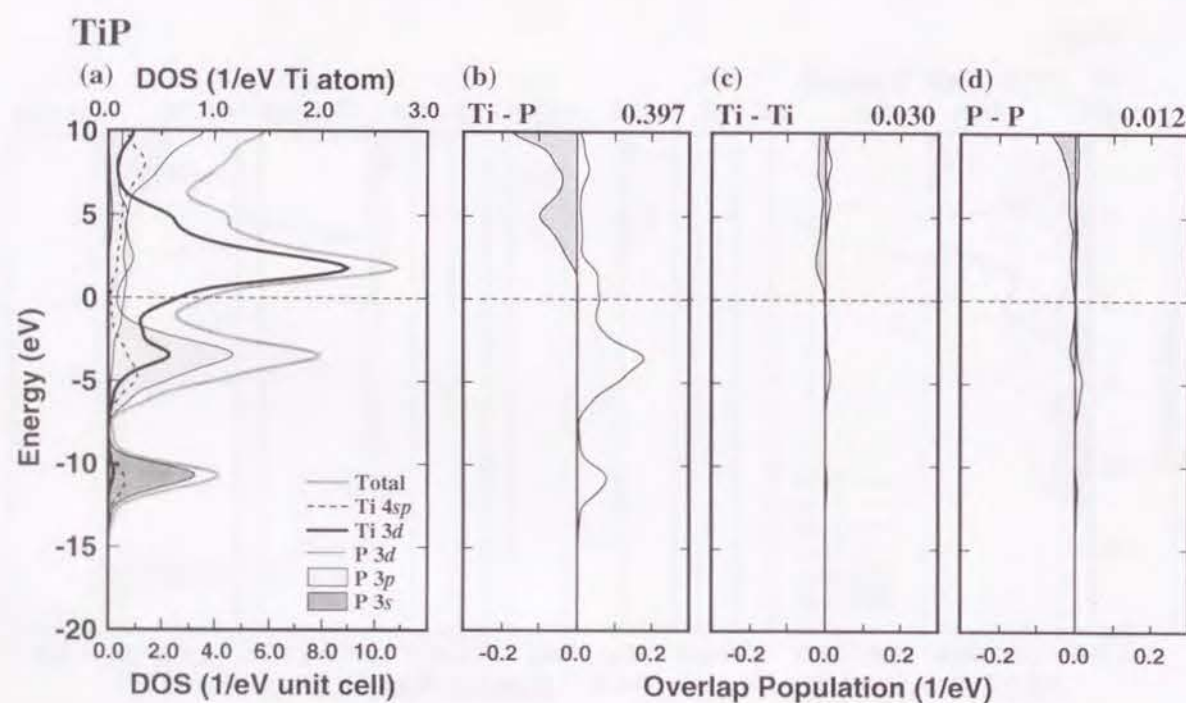 TiP
(a) DOS (1/eV Ti atom)
0.0 1.0 2.0 3.0
(b)
Ti - P 0.397
(c)
Ti - Ti 0.030
(d)
P - P 0.012
Energy (eV)
10
5
0
-5
-10
-15
-20
Total
Ti 4sp
Ti 3d
P 3d
P 3p
P 3s
0.0 2.0 4.0 6.0 8.0 10.0
DOS (1/eV unit cell)
-0.2 0.0 0.2
-0.2 0.0 0.2
-0.2 0.0 0.2
Overlap Population (1/eV)